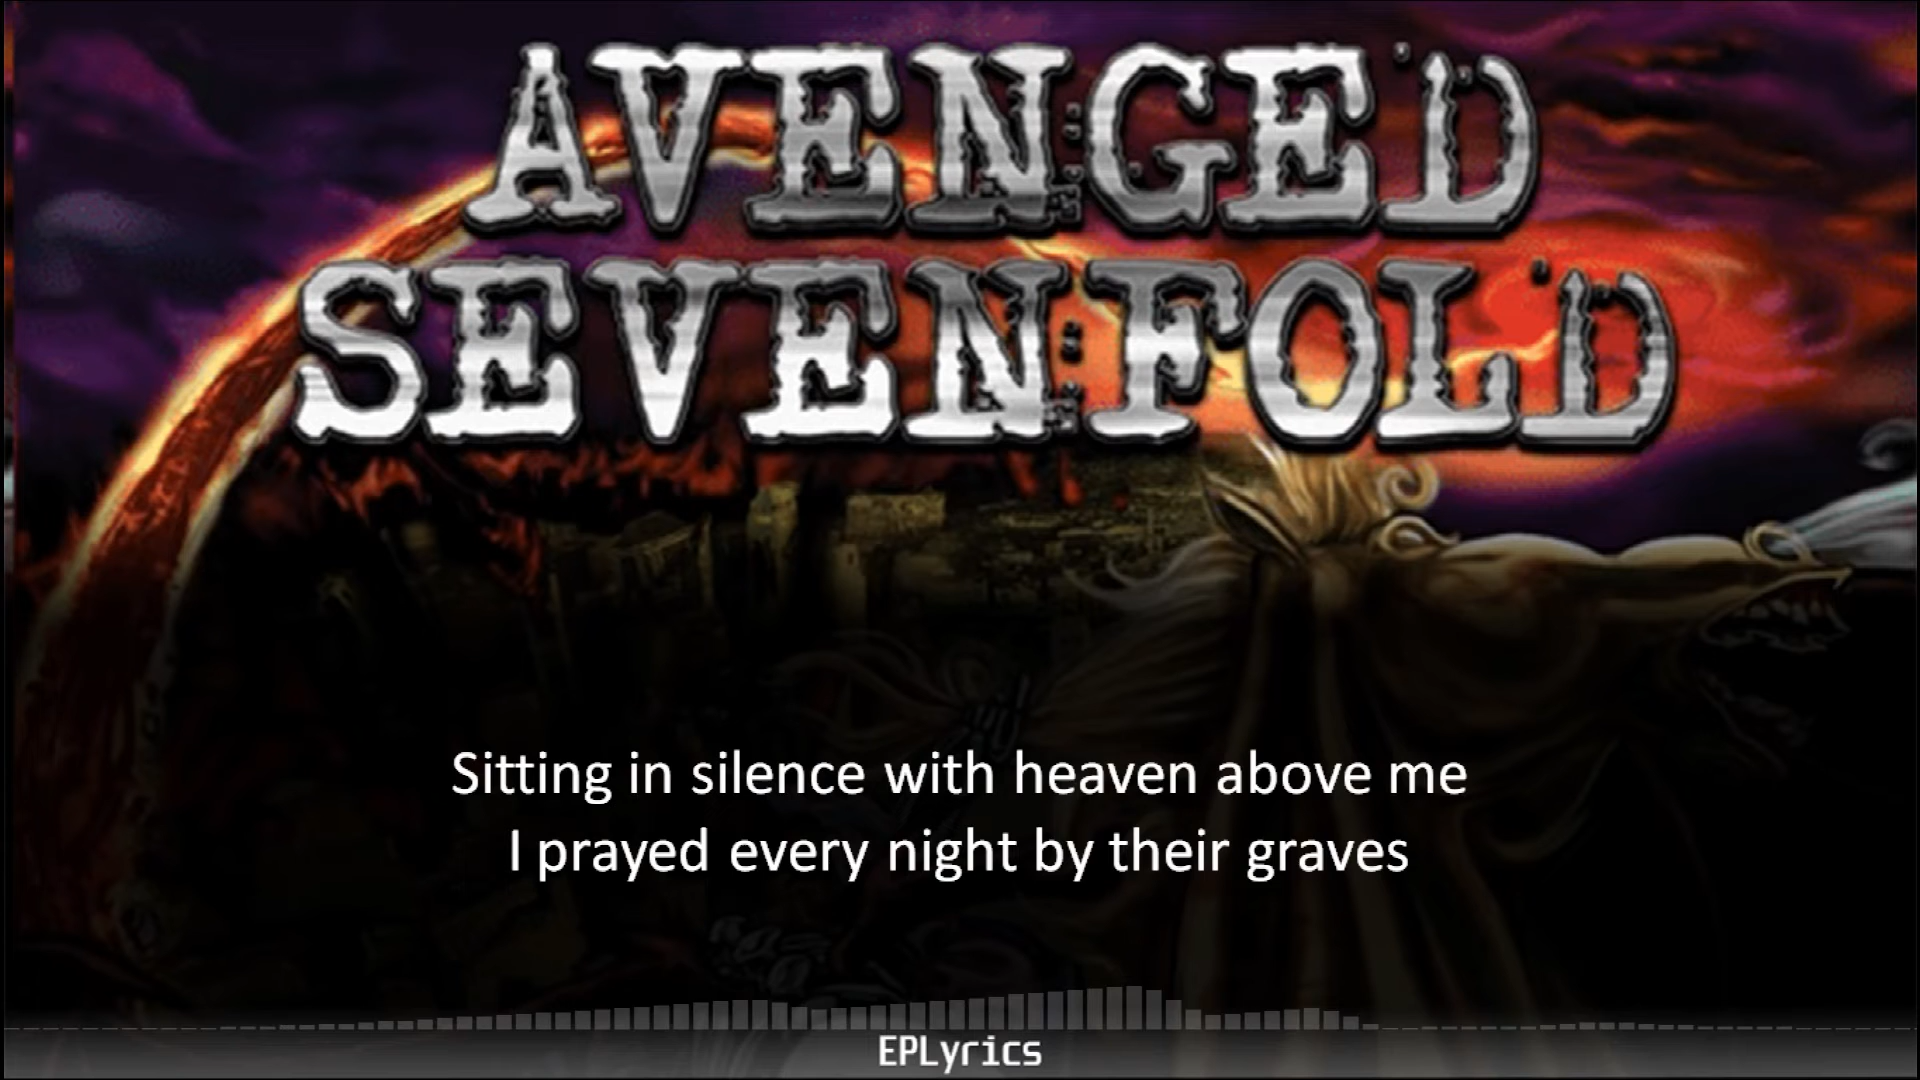 AVENGED
SEVENFOLD
Sitting in silence with heaven above me
I prayed every night by their graves
EPLyrics